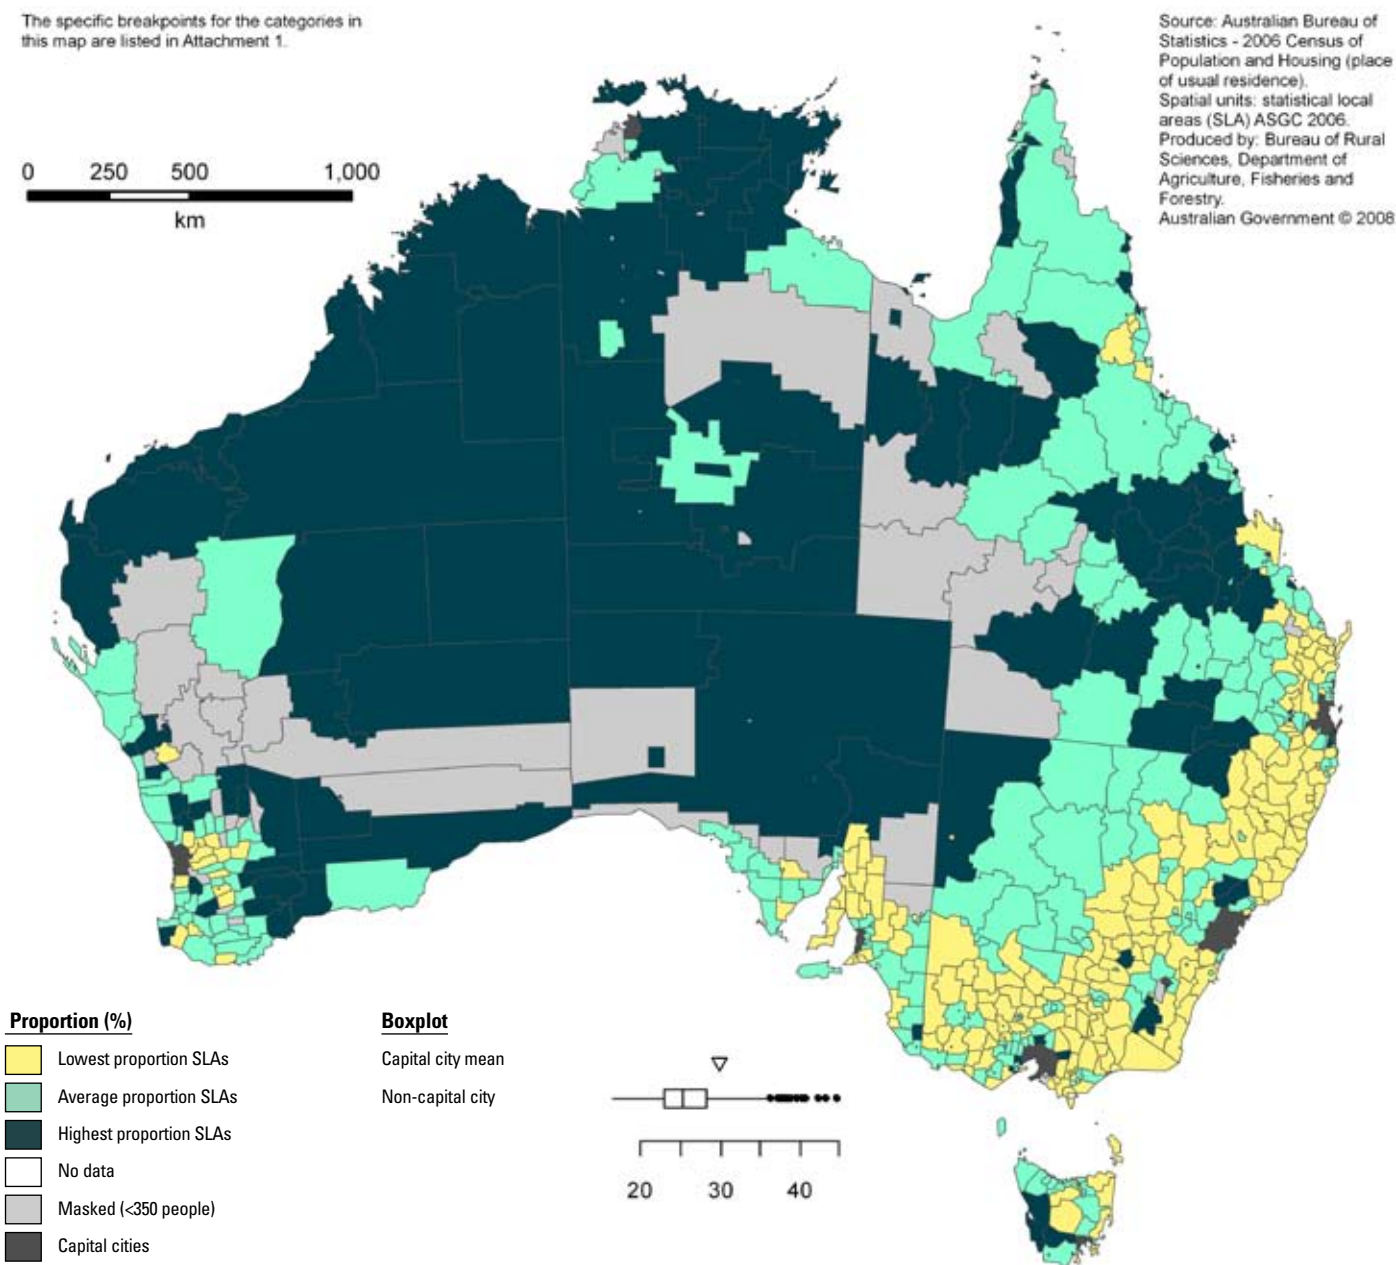 The specific breakpoints for the categories in
this map are listed in Attachment 1.
Source: Australian Bureau of
Statistics - 2006 Census of
Population and Housing (place
of usual residence).
Spatial units: statistical local
areas (SLA) ASGC 2006.
Produced by: Bureau of Rural
Sciences, Department of
Agriculture, Fisheries and
Forestry.
Australian Government © 2008
0 250 500 1,000
km
Proportion (%)
Lowest proportion SLAs
Average proportion SLAs
Highest proportion SLAs
No data
Masked (<350 people)
Capital cities
Boxplot
Capital city mean
Non-capital city
20 30 40